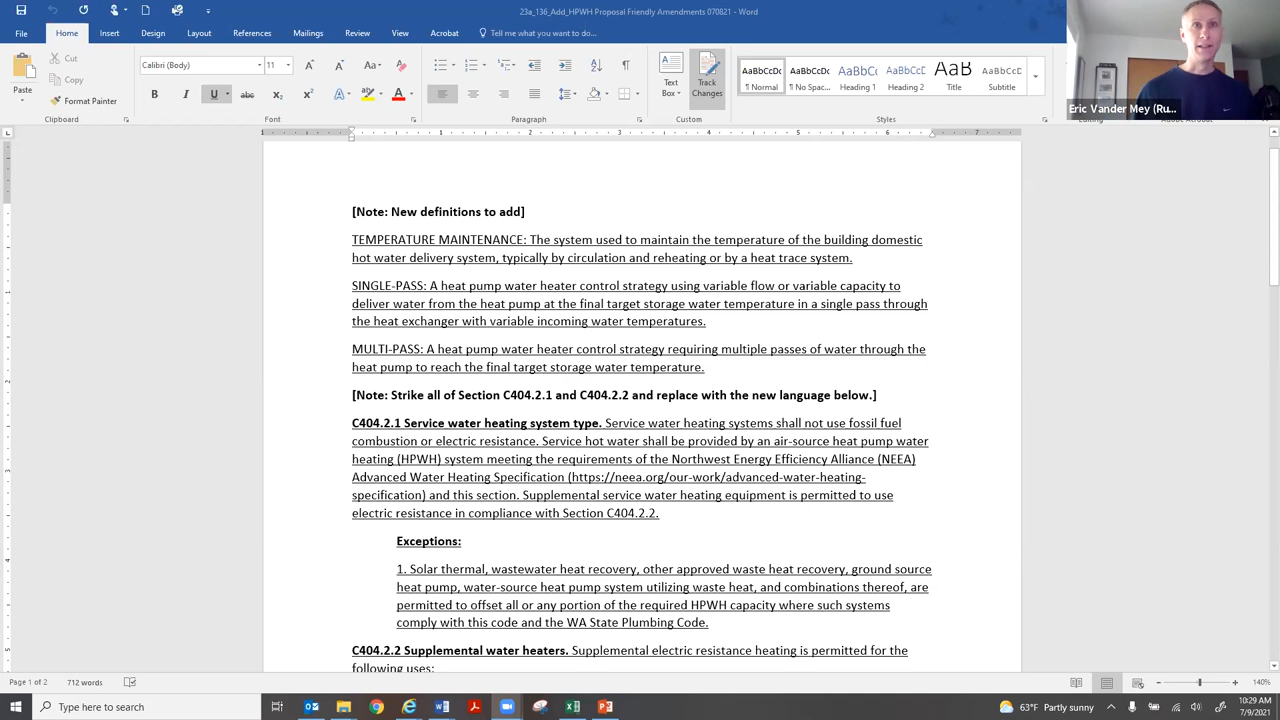 23a_136_Add_HPWH Proposal Friendly Amendments 070821 - Word
File Home Insert Draw Design Layout References Mailings Review View Acrobat Tell me what you want to do...
Cut
Copy
Format Painter
Paste
Clipboard
Calibri (Body) 11
Font
Paragraph
Text Box
Track Changes
Custom
AaBbCcDc AaBbCcDc AaBbCc AaBbCcC AaB AaBbCcD
¶ Normal ¶ No Spac... Heading 1 Heading 2 Title Subtitle
Styles
Editing
Eric Vander Mey (Ru...
[Note: New definitions to add]
TEMPERATURE MAINTENANCE: The system used to maintain the temperature of the building domestic
hot water delivery system, typically by circulation and reheating or by a heat trace system.
SINGLE-PASS: A heat pump water heater control strategy using variable flow or variable capacity to
deliver water from the heat pump at the final target storage water temperature in a single pass through
the heat exchanger with variable incoming water temperatures.
MULTI-PASS: A heat pump water heater control strategy requiring multiple passes of water through the
heat pump to reach the final target storage water temperature.
[Note: Strike all of Section C404.2.1 and C404.2.2 and replace with the new language below.]
C404.2.1 Service water heating system type. Service water heating systems shall not use fossil fuel
combustion or electric resistance. Service hot water shall be provided by an air-source heat pump water
heating (HPWH) system meeting the requirements of the Northwest Energy Efficiency Alliance (NEEA)
Advanced Water Heating Specification (https://neea.org/our-work/advanced-water-heating-
specification) and this section. Supplemental service water heating equipment is permitted to use
electric resistance in compliance with Section C404.2.2.
Exceptions:
1. Solar thermal, wastewater heat recovery, other approved waste heat recovery, ground source
heat pump, water-source heat pump system utilizing waste heat, and combinations thereof, are
permitted to offset all or any portion of the required HPWH capacity where such systems
comply with this code and the WA State Plumbing Code.
C404.2.2 Supplemental water heaters. Supplemental electric resistance heating is permitted for the
following uses:
Page 1 of 2 712 words 140%
Type here to search 63°F Partly sunny 10:29 AM
7/9/2021